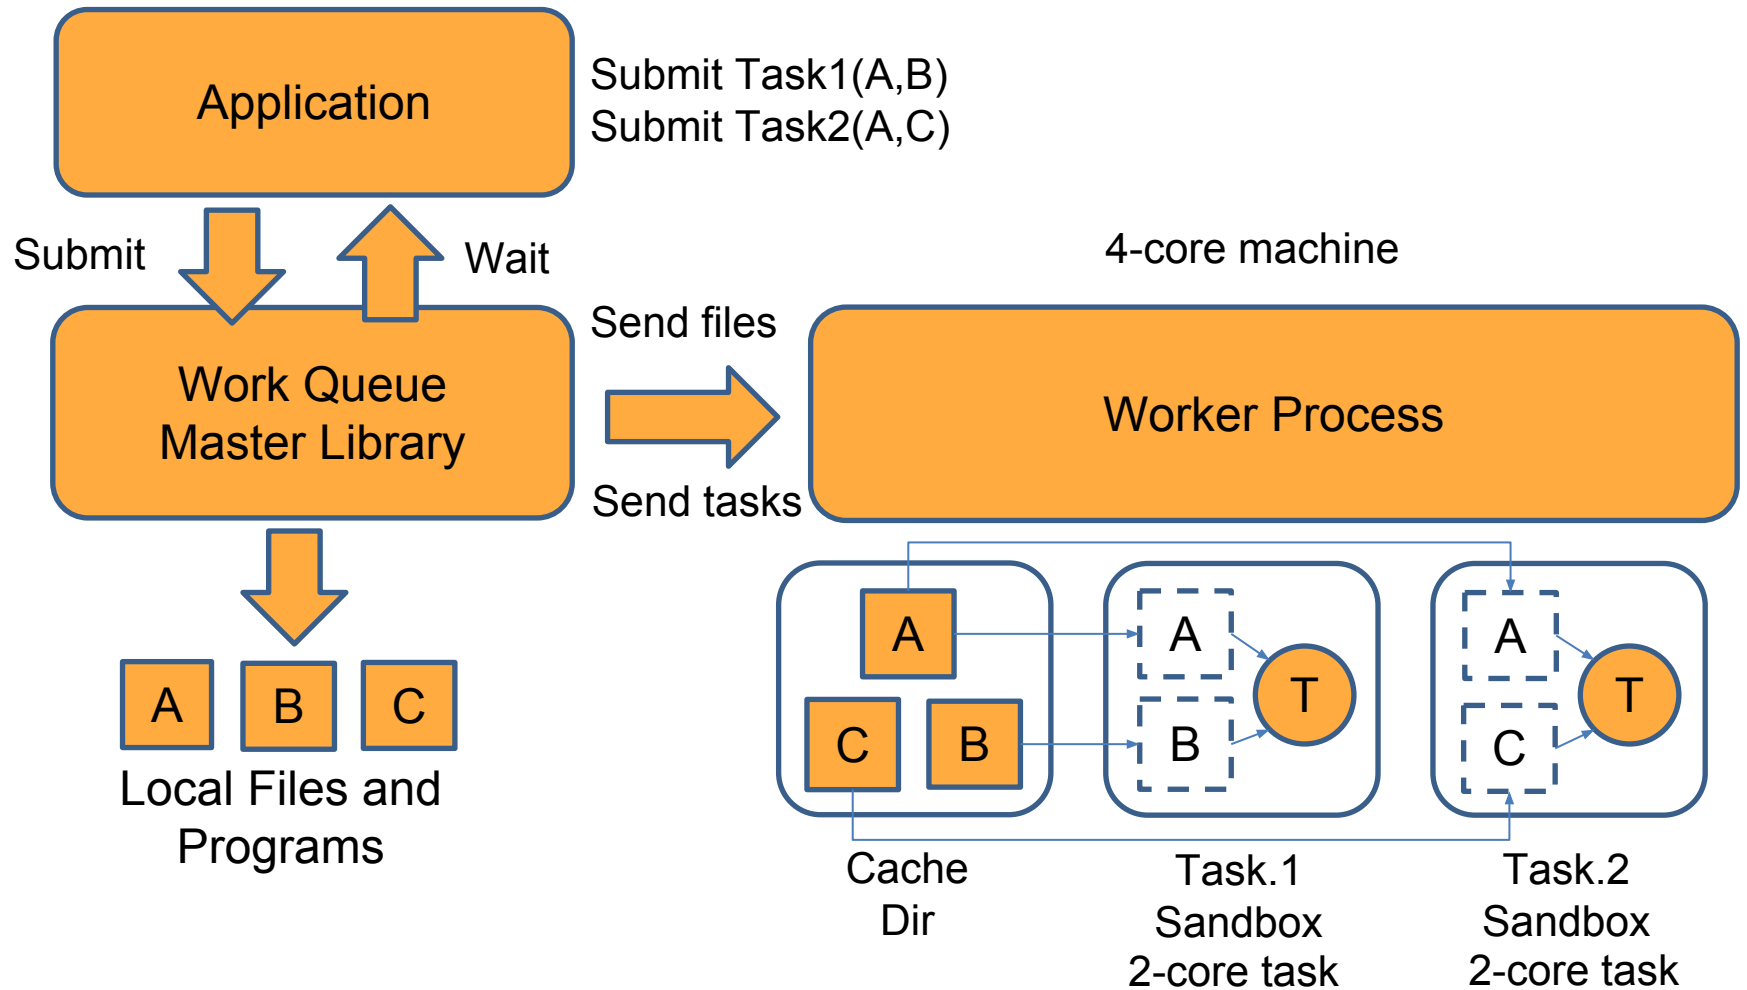 Application
Submit Task1(A,B)
Submit Task2(A,C)
Submit
Wait
4-core machine
Work Queue
Master Library
Send files
Send tasks
Worker Process
A
B
C
Local Files and
Programs
A
C
B
Cache
Dir
A
B
T
Task.1
Sandbox
2-core task
A
C
T
Task.2
Sandbox
2-core task